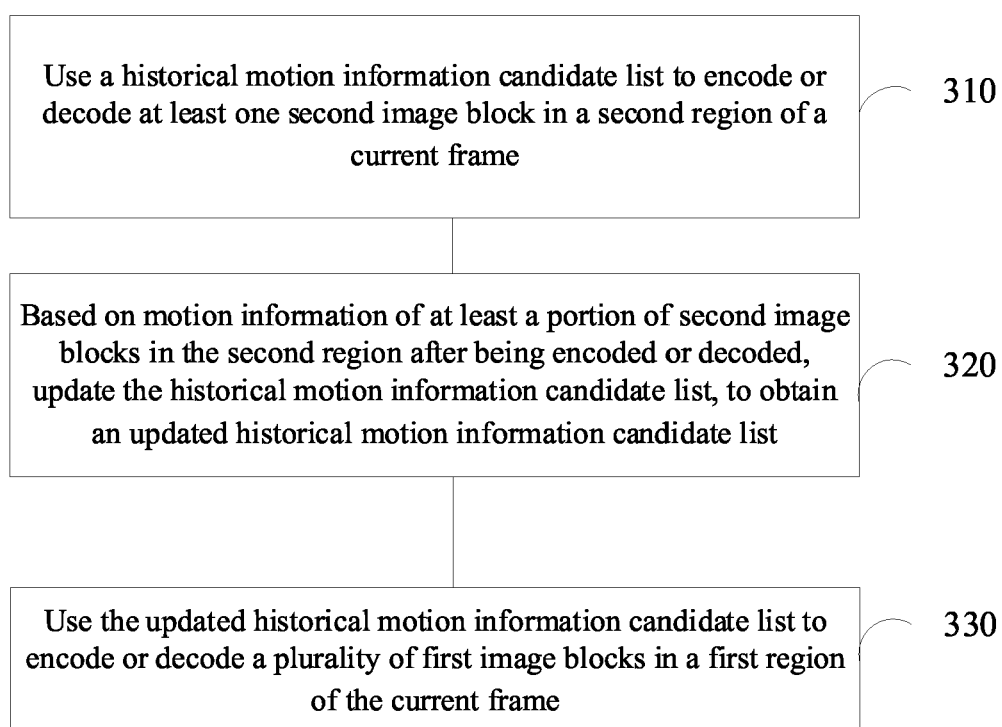 Use a historical motion information candidate list to encode or
decode at least one second image block in a second region of a
current frame
310
Based on motion information of at least a portion of second image
blocks in the second region after being encoded or decoded,
update the historical motion information candidate list, to obtain
an updated historical motion information candidate list
320
Use the updated historical motion information candidate list to
encode or decode a plurality of first image blocks in a first region
of the current frame
330